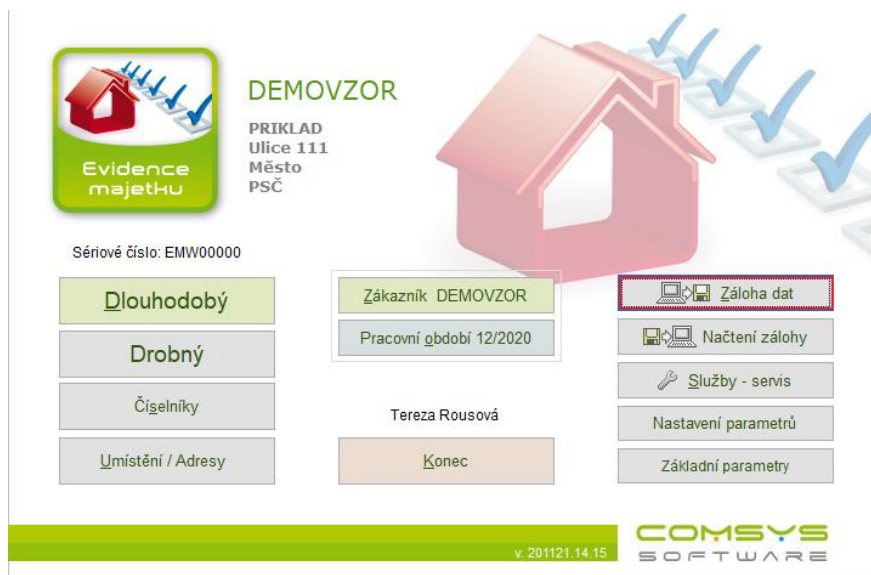 DEMOVZOR
PRIKLAD
Ulice 111
Město
PSČ
Evidence
majetku
Sériové číslo: EMW00000
Dlouhodobý
Drobný
Číselníky
Umístění / Adresy
Zákazník DEMOVZOR
Pracovní období 12/2020
Tereza Rousová
Konec
Záloha dat
Načtení zálohy
Služby - servis
Nastavení parametrů
Základní parametry
v. 201121.14.15
COMSYS
SOFTWARE